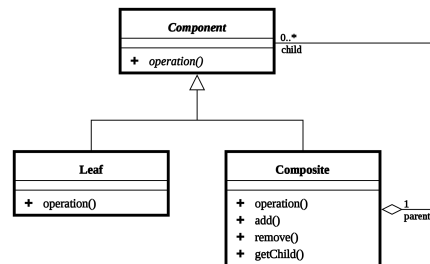 Component
0..*
child
+ operation()
Leaf
+ operation()
Composite
+ operation()
+ add()
+ remove()
+ getChild()
1
parent